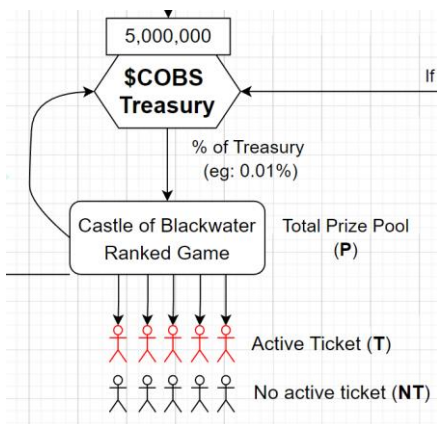 5,000,000
$COBS
Treasury
If
% of Treasury
(eg: 0.01%)
Castle of Blackwater
Ranked Game
Total Prize Pool
(P)
Active Ticket (T)
No active ticket (NT)